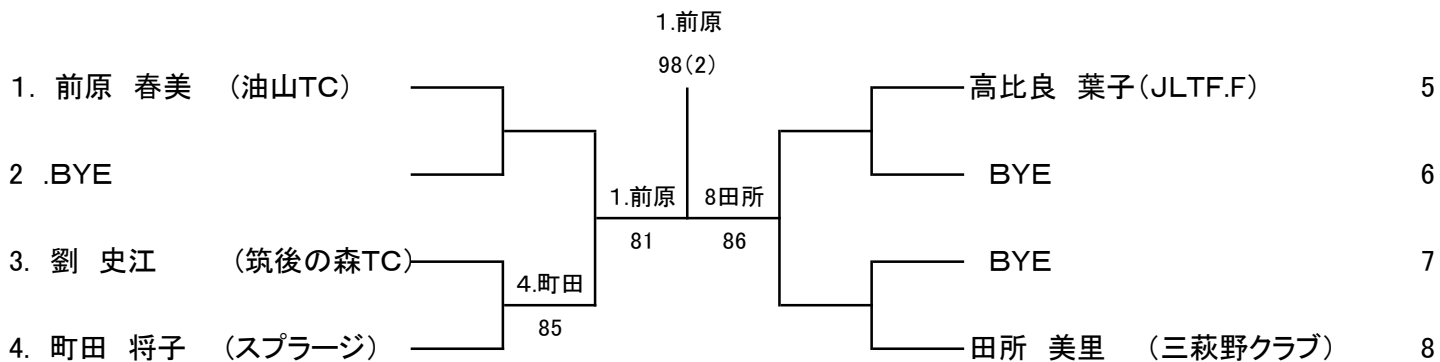 1.前原
98(2)
1. 前原 春美 (油山TC) 高比良 葉子(JLTF.F) 5
2 .BYE BYE 6
1.前原 8田所
81 86
3. 劉 史江 (筑後の森TC) BYE 7
4.町田
85
4. 町田 将子 (スプラージ) 田所 美里 (三萩野クラブ) 8